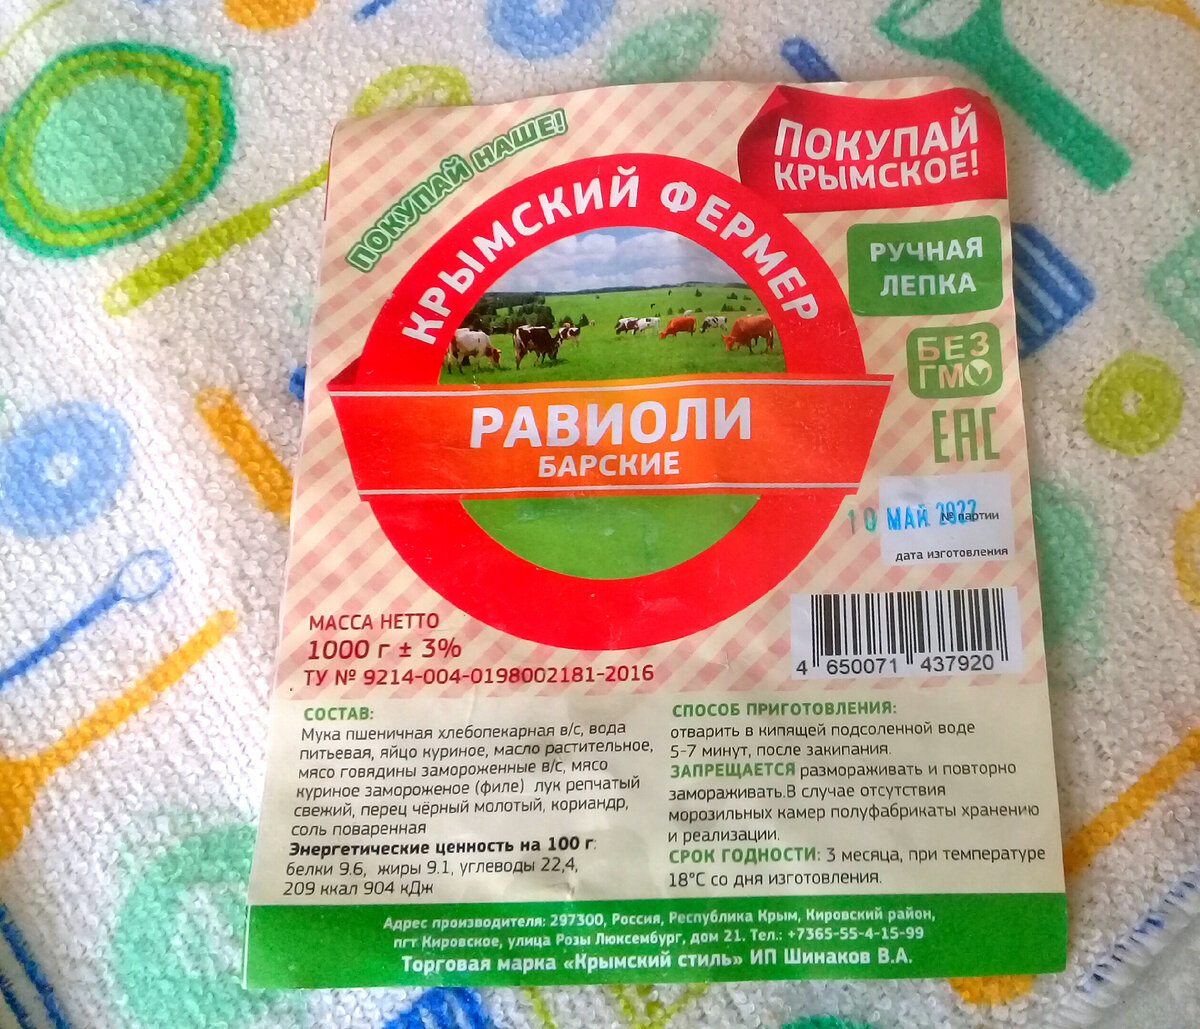 ПОКУПАЙ НАШЕ!
ПОКУПАЙ
КРЫМСКОЕ!
КРЫМСКИЙ ФЕРМЕР
РУЧНАЯ
ЛЕПКА
БЕЗ
ГМО
ЕАС
РАВИОЛИ
БАРСКИЕ
10 МАЙ 2022
№ партии
дата изготовления
МАССА НЕТТО
1000 г ± 3%
ТУ № 9214-004-0198002181-2016
4 650071 437920
СОСТАВ:
Мука пшеничная хлебопекарная в/с, вода
питьевая, яйцо куриное, масло растительное,
мясо говядины замороженные в/с, мясо
куриное замороженое (филе) лук репчатый
свежий, перец чёрный молотый, кориандр,
соль поваренная
Энергетические ценность на 100 г:
белки 9.6, жиры 9.1, углеводы 22,4,
209 ккал 904 кДж
СПОСОБ ПРИГОТОВЛЕНИЯ:
отварить в кипящей подсоленной воде
5-7 минут, после закипания.
ЗАПРЕЩАЕТСЯ размораживать и повторно
замораживать.В случае отсутствия
морозильных камер полуфабрикаты хранению
и реализации.
СРОК ГОДНОСТИ: 3 месяца, при температуре
18°С со дня изготовления.
Адрес производителя: 297300, Россия, Республика Крым, Кировский район,
пгт Кировское, улица Розы Люксембург, дом 21. Тел.: +7365-55-4-15-99
Торговая марка «Крымский стиль» ИП Шинаков В.А.